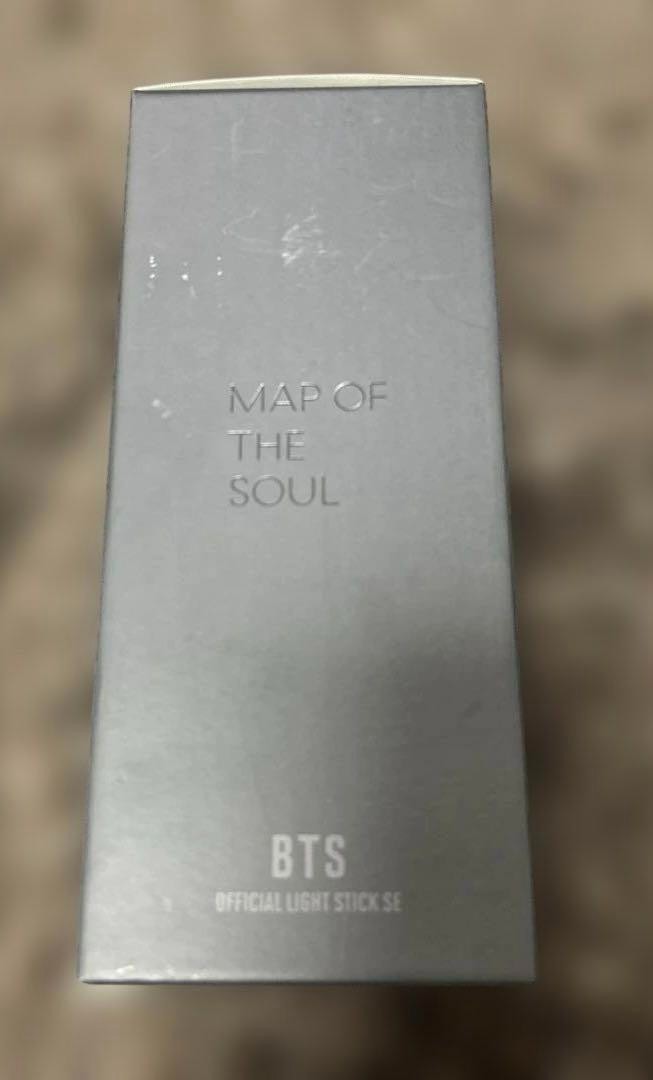 MAP OF
THE
SOUL
BTS
OFFICIAL LIGHT STICK SE